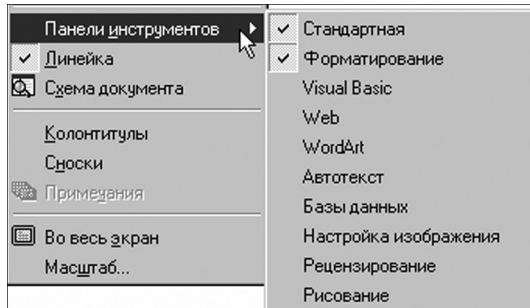 Панели инструментов
Линейка
Схема документа
Колонтитулы
Сноски
Примечания
Во весь экран
Масштаб...
Стандартная
Форматирование
Visual Basic
Web
WordArt
Автотекст
Базы данных
Настройка изображения
Рецензирование
Рисование